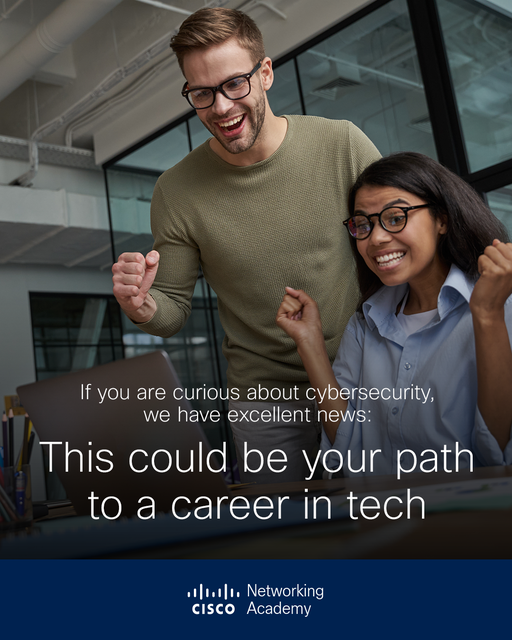 If you are curious about cybersecurity,
we have excellent news:
This could be your path
to a career in tech
CISCO
Networking
Academy